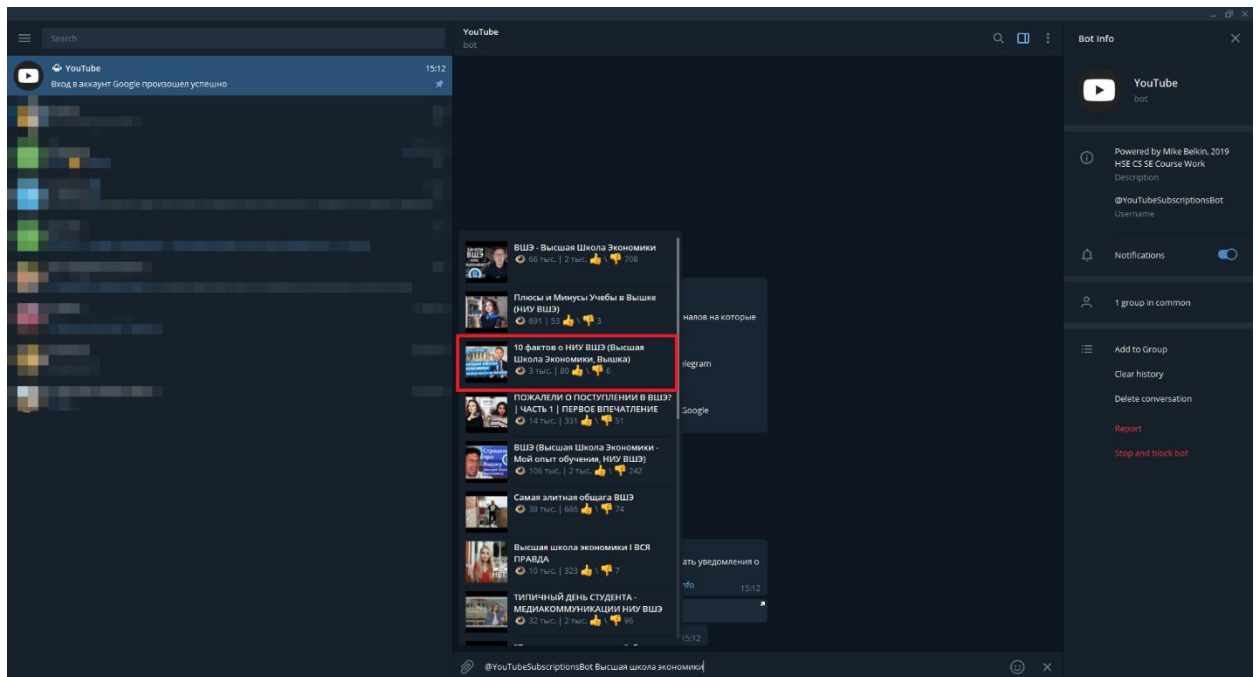 Search
YouTube
15:12
Вход в аккаунт Google произошел успешно
YouTube
bot
ВШЭ - Высшая Школа Экономики
66 тыс. | 2 тыс. 👍 \ 👎 708
Плюсы и Минусы Учебы в Вышке
(НИУ ВШЭ)
691 | 53 👍 \ 👎 3
10 фактов о НИУ ВШЭ (Высшая
Школа Экономики, Вышка)
3 тыс. | 80 👍 \ 👎 6
ПОЖАЛЕЛИ О ПОСТУПЛЕНИИ В ВШЭ?
| ЧАСТЬ 1 | ПЕРВОЕ ВПЕЧАТЛЕНИЕ
14 тыс. | 331 👍 \ 👎 51
ВШЭ (Высшая Школа Экономики -
Мой опыт обучения, НИУ ВШЭ)
106 тыс. | 2 тыс. 👍 \ 👎 242
Самая элитная общага ВШЭ
38 тыс. | 686 👍 \ 👎 74
Высшая школа экономики I ВСЯ
ПРАВДА
10 тыс. | 323 👍 \ 👎 7
ТИПИЧНЫЙ ДЕНЬ СТУДЕНТА -
МЕДИАКОММУНИКАЦИИ НИУ ВШЭ
32 тыс. | 2 тыс. 👍 \ 👎 96
налов на которые
elegram
Google
ать уведомления о
nfo
15:12
15:12
@YouTubeSubscriptionsBot Высшая школа экономики
Bot Info
YouTube
bot
Powered by Mike Belkin, 2019
HSE CS SE Course Work
Description
@YouTubeSubscriptionsBot
Username
Notifications
1 group in common
Add to Group
Clear history
Delete conversation
Report
Stop and block bot